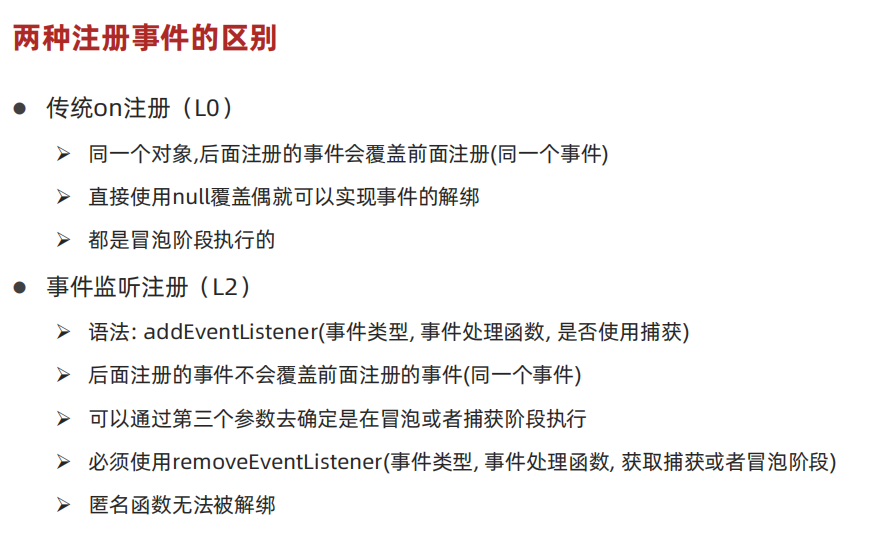 两种注册事件的区别
传统on注册（L0）
同一个对象,后面注册的事件会覆盖前面注册(同一个事件)
直接使用null覆盖偶就可以实现事件的解绑
都是冒泡阶段执行的
事件监听注册（L2）
语法: addEventListener(事件类型, 事件处理函数, 是否使用捕获)
后面注册的事件不会覆盖前面注册的事件(同一个事件)
可以通过第三个参数去确定是在冒泡或者捕获阶段执行
必须使用removeEventListener(事件类型, 事件处理函数, 获取捕获或者冒泡阶段)
匿名函数无法被解绑